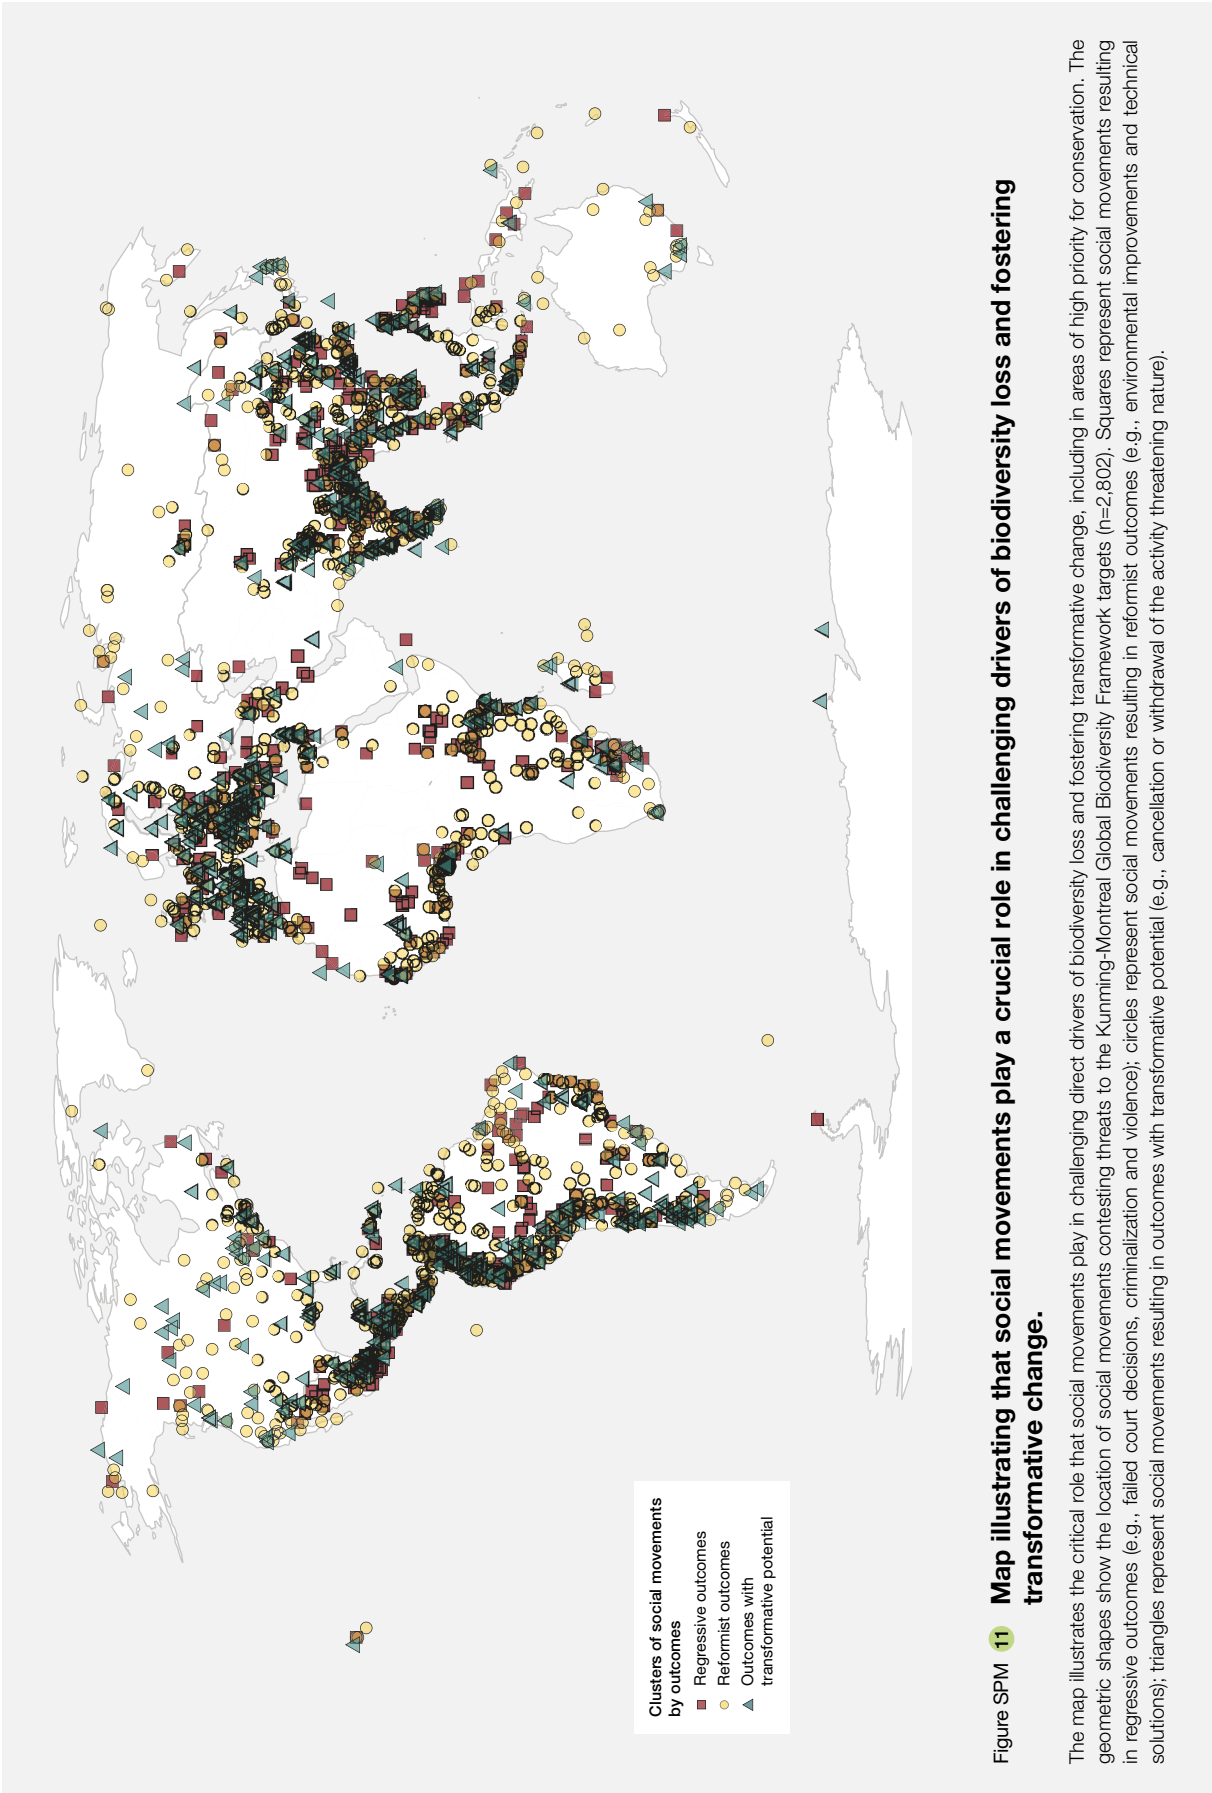 Clusters of social movements
by outcomes
Regressive outcomes
Reformist outcomes
Outcomes with
transformative potential
Figure SPM 11 Map illustrating that social movements play a crucial role in challenging drivers of biodiversity loss and fostering
transformative change.
The map illustrates the critical role that social movements play in challenging direct drivers of biodiversity loss and fostering transformative change, including in areas of high priority for conservation. The
geometric shapes show the location of social movements contesting threats to the Kunming-Montreal Global Biodiversity Framework targets (n=2,802). Squares represent social movements resulting
in regressive outcomes (e.g., failed court decisions, criminalization and violence); circles represent social movements resulting in reformist outcomes (e.g., environmental improvements and technical
solutions); triangles represent social movements resulting in outcomes with transformative potential (e.g., cancellation or withdrawal of the activity threatening nature).